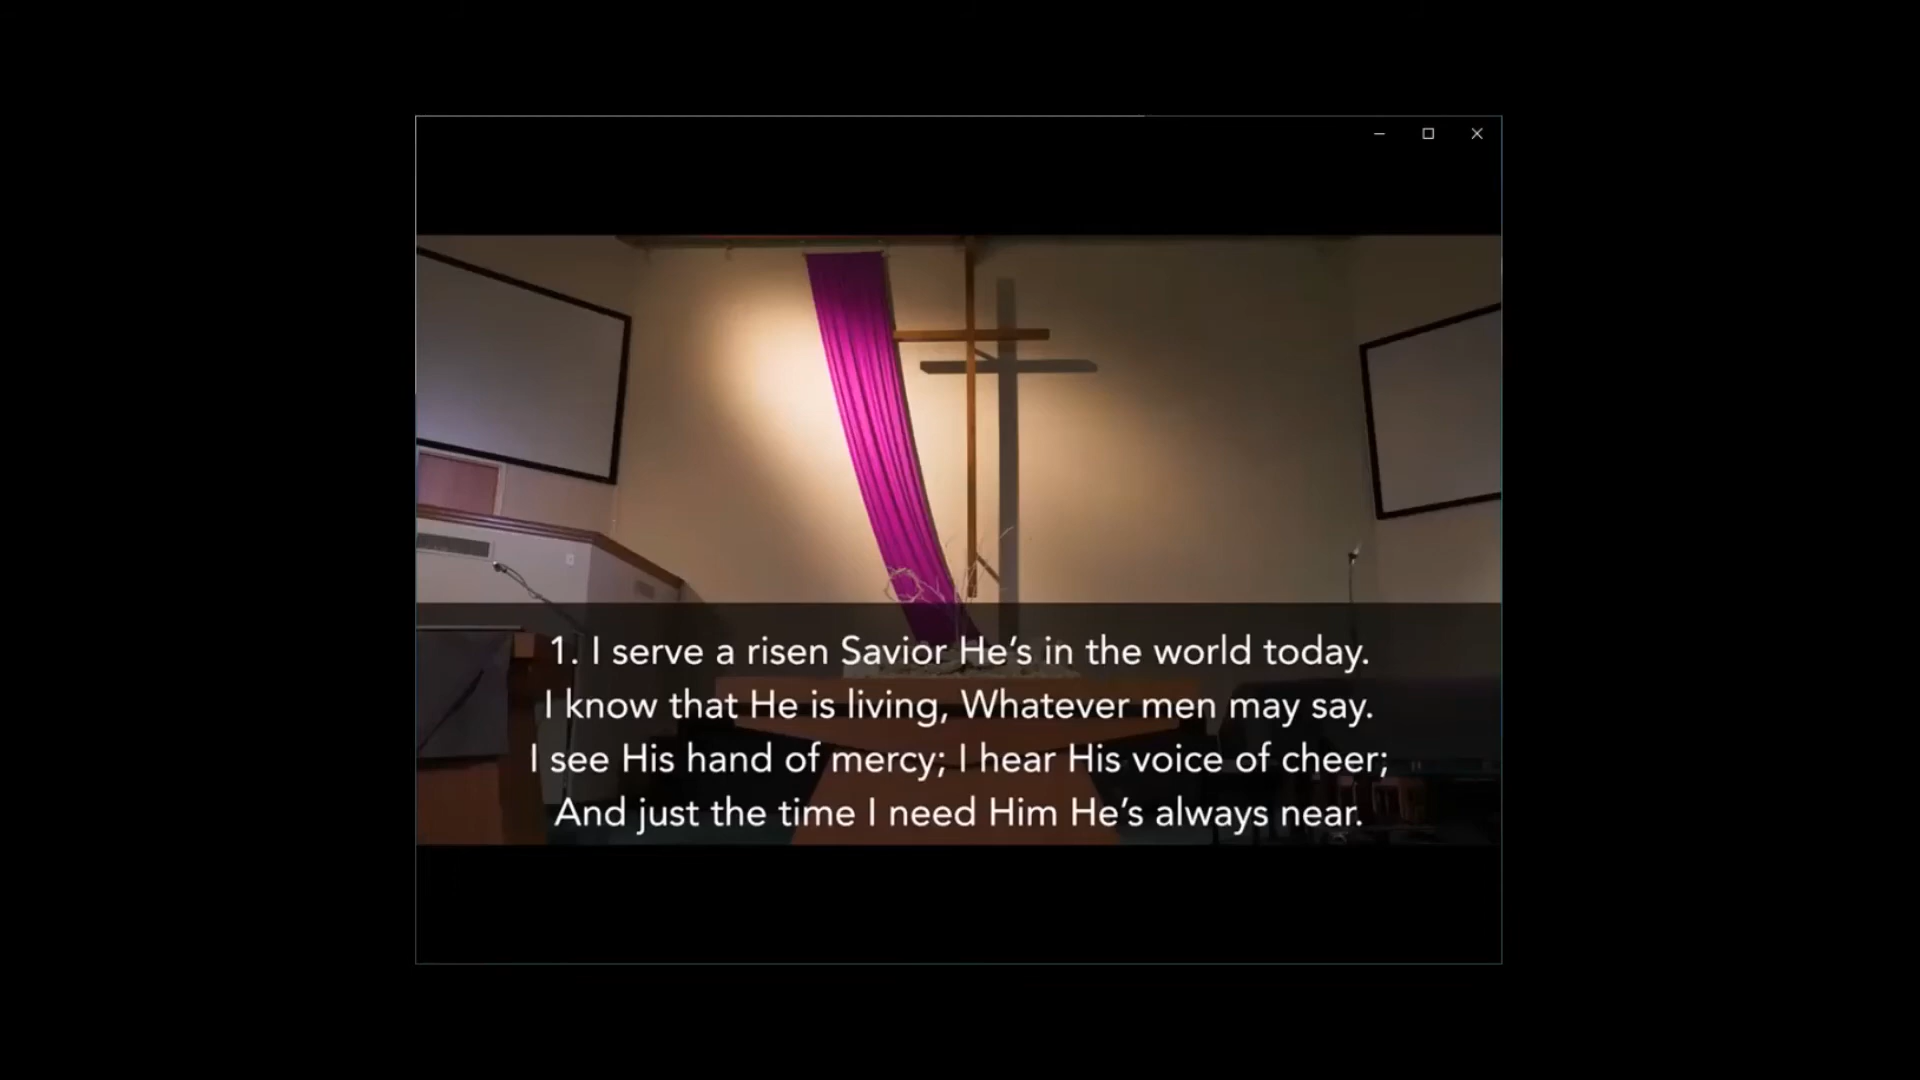 1. I serve a risen Savior He’s in the world today.
I know that He is living, Whatever men may say.
I see His hand of mercy; I hear His voice of cheer;
And just the time I need Him He’s always near.